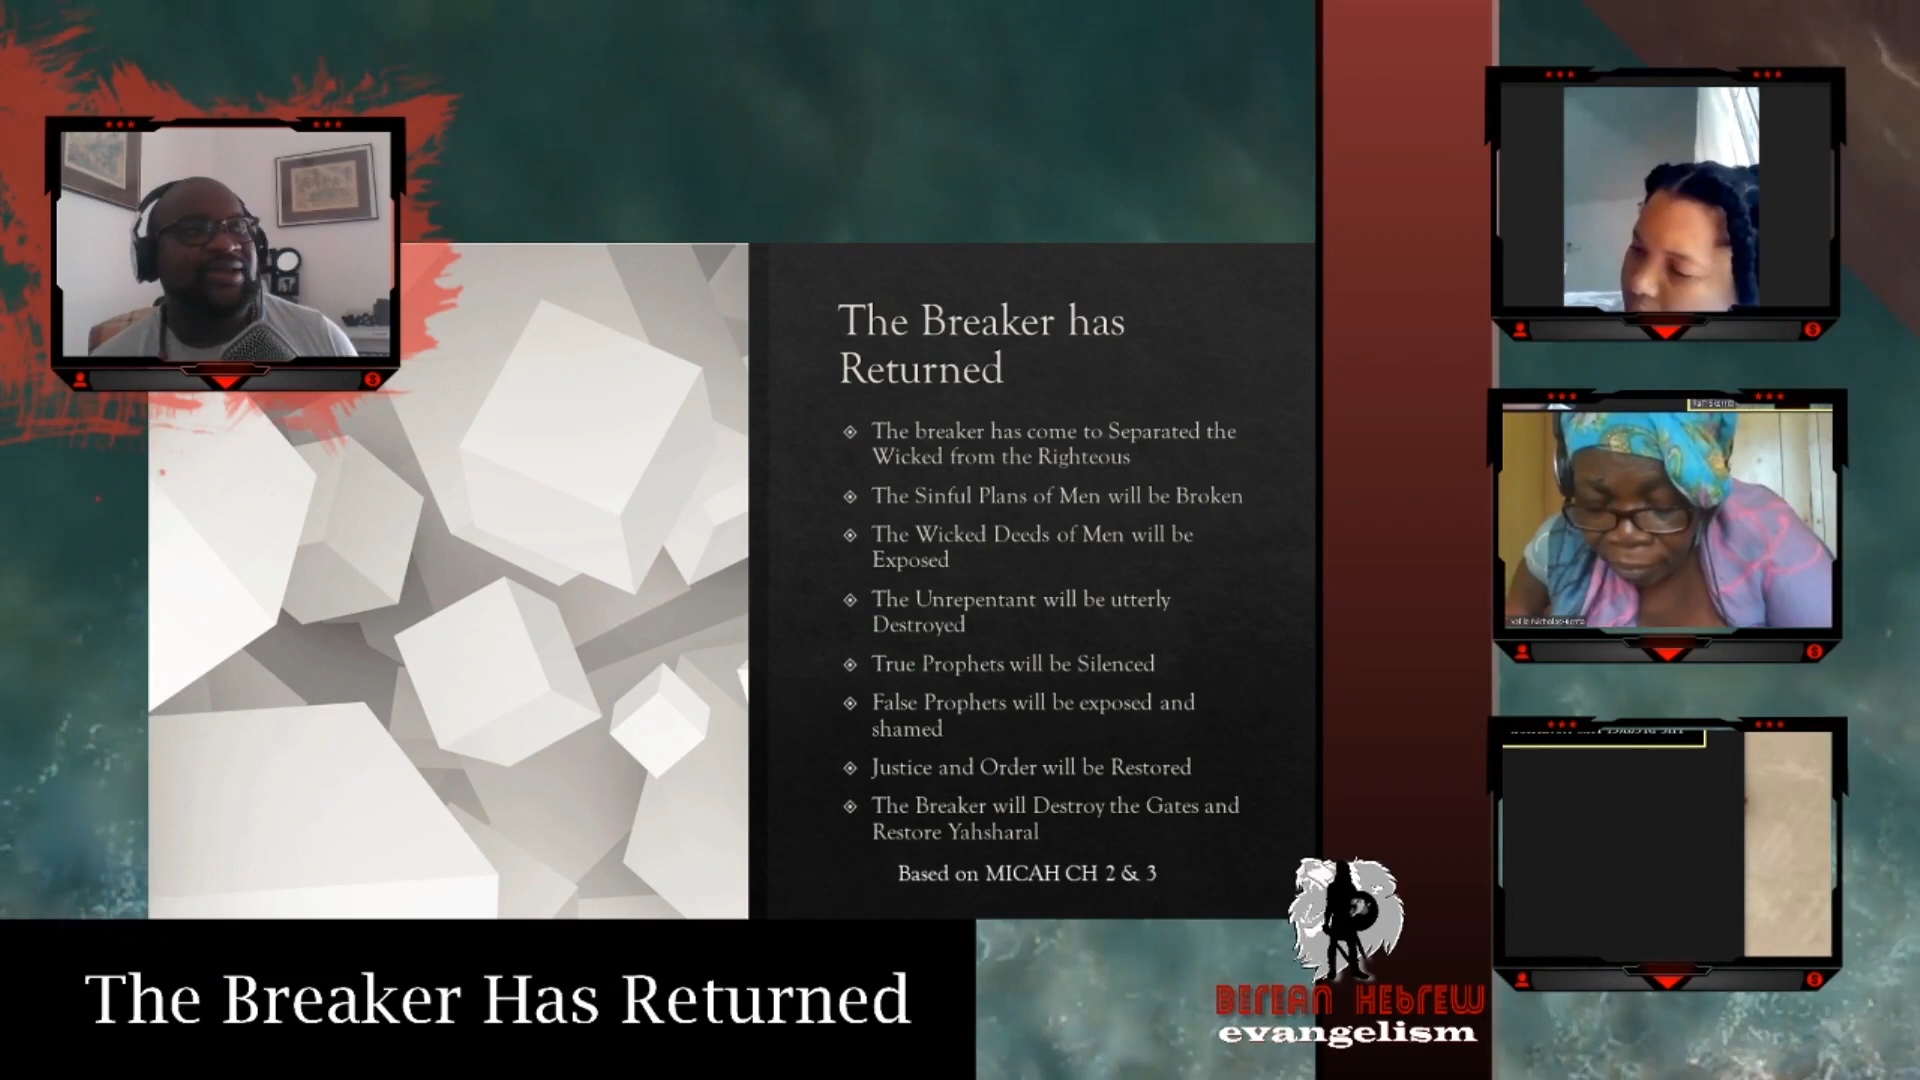 The Breaker has
Returned
The breaker has come to Separated the
Wicked from the Righteous
The Sinful Plans of Men will be Broken
The Wicked Deeds of Men will be
Exposed
The Unrepentant will be utterly
Destroyed
True Prophets will be Silenced
False Prophets will be exposed and
shamed
Justice and Order will be Restored
The Breaker will Destroy the Gates and
Restore Yahsharal
Based on MICAH CH 2 & 3
The Breaker Has Returned
BEREAN HEBREW
evangelism